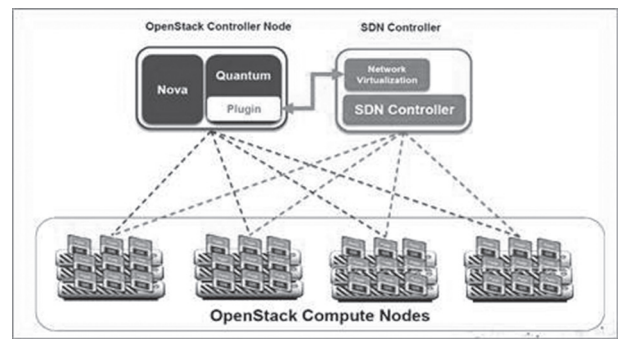 OpenStack Controller Node
SDN Controller
Nova
Quantum
Plugin
Network
Virtualization
SDN Controller
OpenStack Compute Nodes